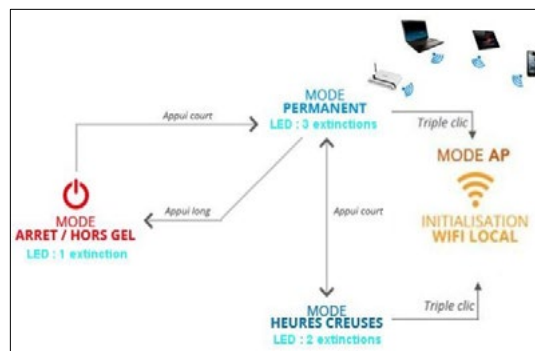 MODE
PERMANENT
LED : 3 extinctions
Appui court
Triple clic
MODE AP
INITIALISATION
WIFI LOCAL
MODE
ARRET / HORS GEL
LED : 1 extinction
Appui long
Appui court
MODE
HEURES CREUSES
LED : 2 extinctions
Triple clic